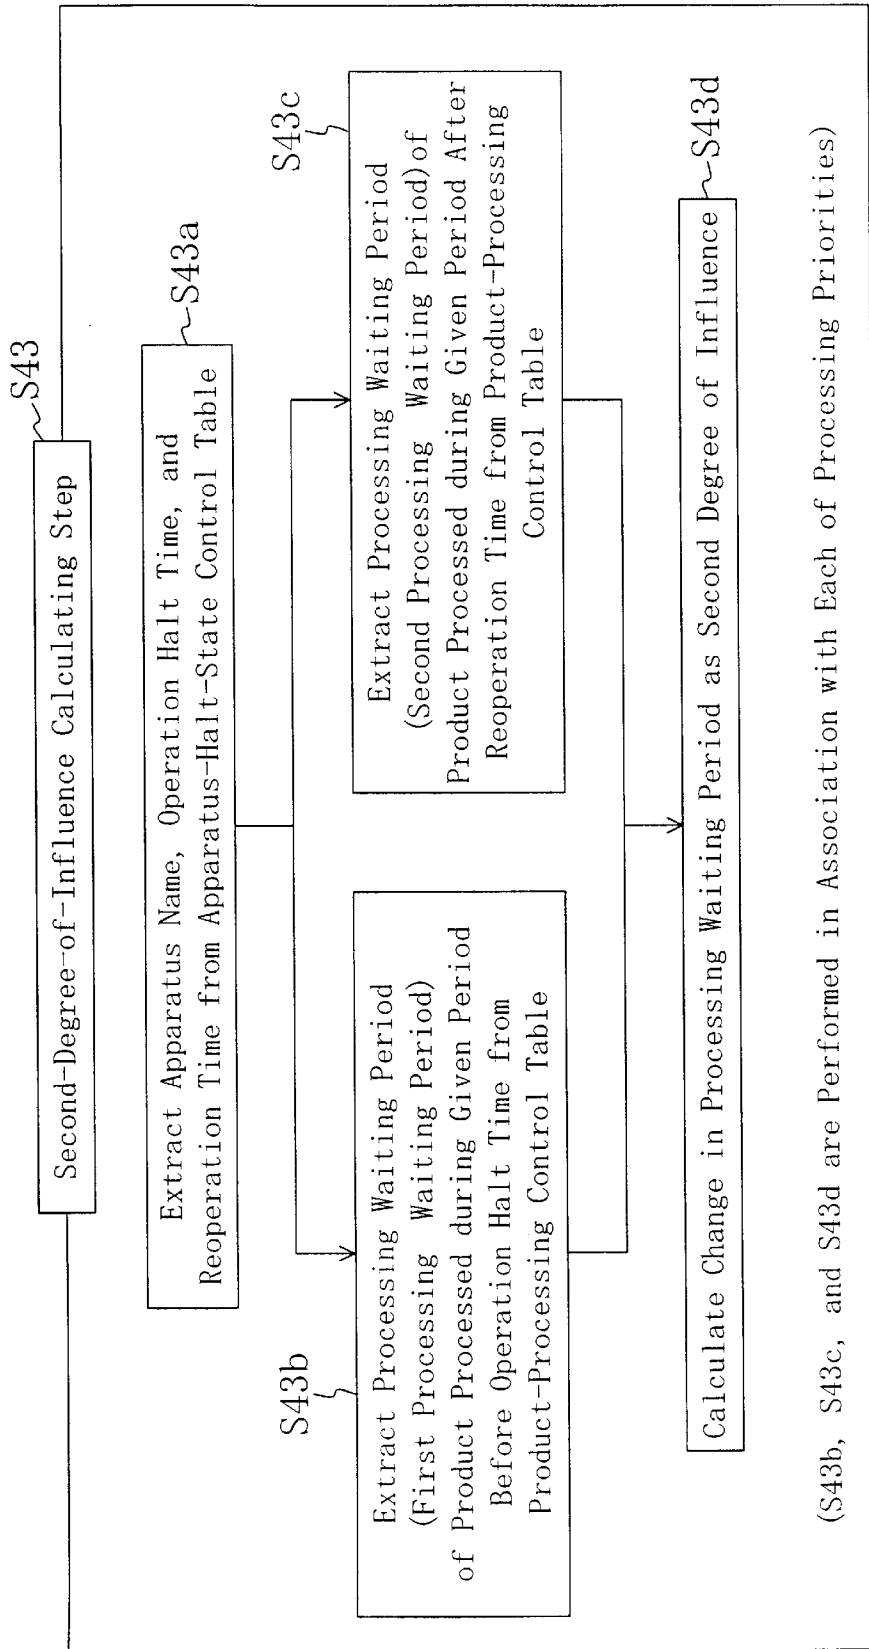 S43
Second-Degree-of-Influence Calculating Step
S43a
Extract Apparatus Name, Operation Halt Time, and
Reoperation Time from Apparatus-Halt-State Control Table
S43b
Extract Processing Waiting Period
(First Processing Waiting Period)
of Product Processed during Given Period
Before Operation Halt Time from
Product-Processing Control Table
S43c
Extract Processing Waiting Period
(Second Processing Waiting Period)of
Product Processed during Given Period After
Reoperation Time from Product-Processing
Control Table
S43d
Calculate Change in Processing Waiting Period as Second Degree of Influence
(S43b, S43c, and S43d are Performed in Association with Each of Processing Priorities)